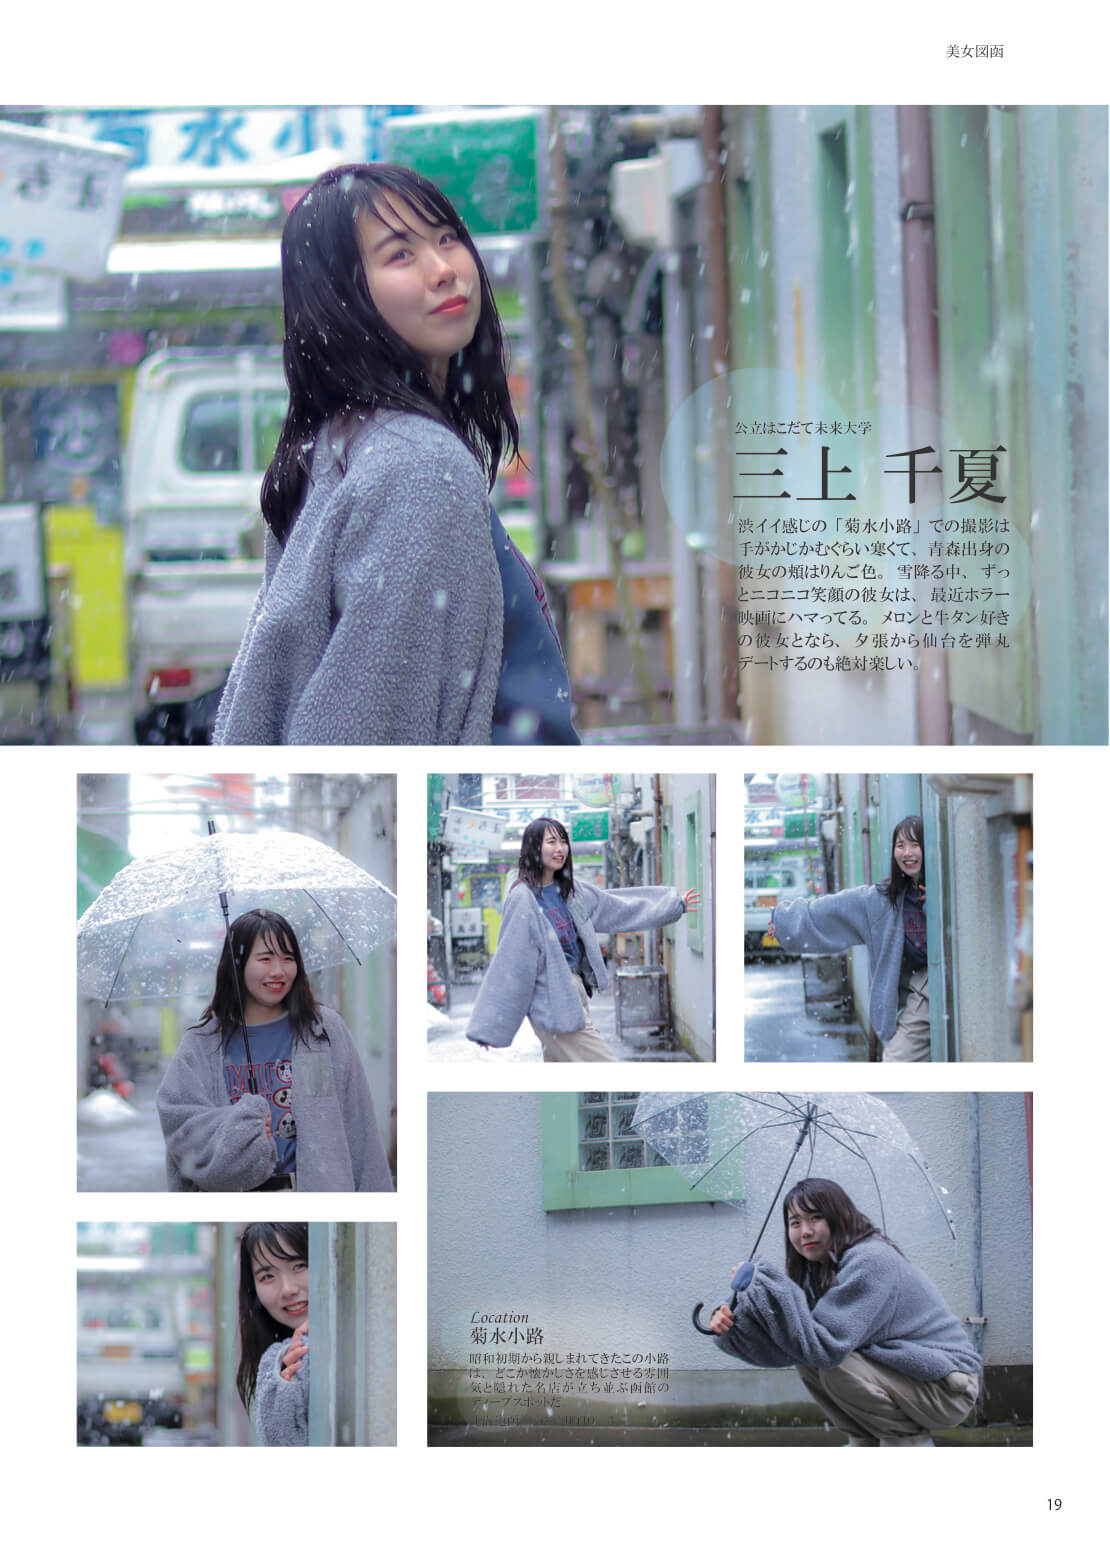 美女図函
菊水小
公立はこだて未来大学
三上 千夏
渋イイ感じの「菊水小路」での撮影は
手がかじかむぐらい寒くて、青森出身の
彼女の頬はりんご色。雪降る中、ずっ
とニコニコ笑顔の彼女は、最近ホラー
映画にハマってる。メロンと牛タン好き
の彼女となら、夕張から仙台を弾丸
デートするのも絶対楽しい。
Location
菊水小路
昭和初期から親しまれてきたこの小路
は、どこか懐かしさを感じさせる雰囲
気と隠れた名店が立ち並ぶ函館の
ディープスポットだ
19